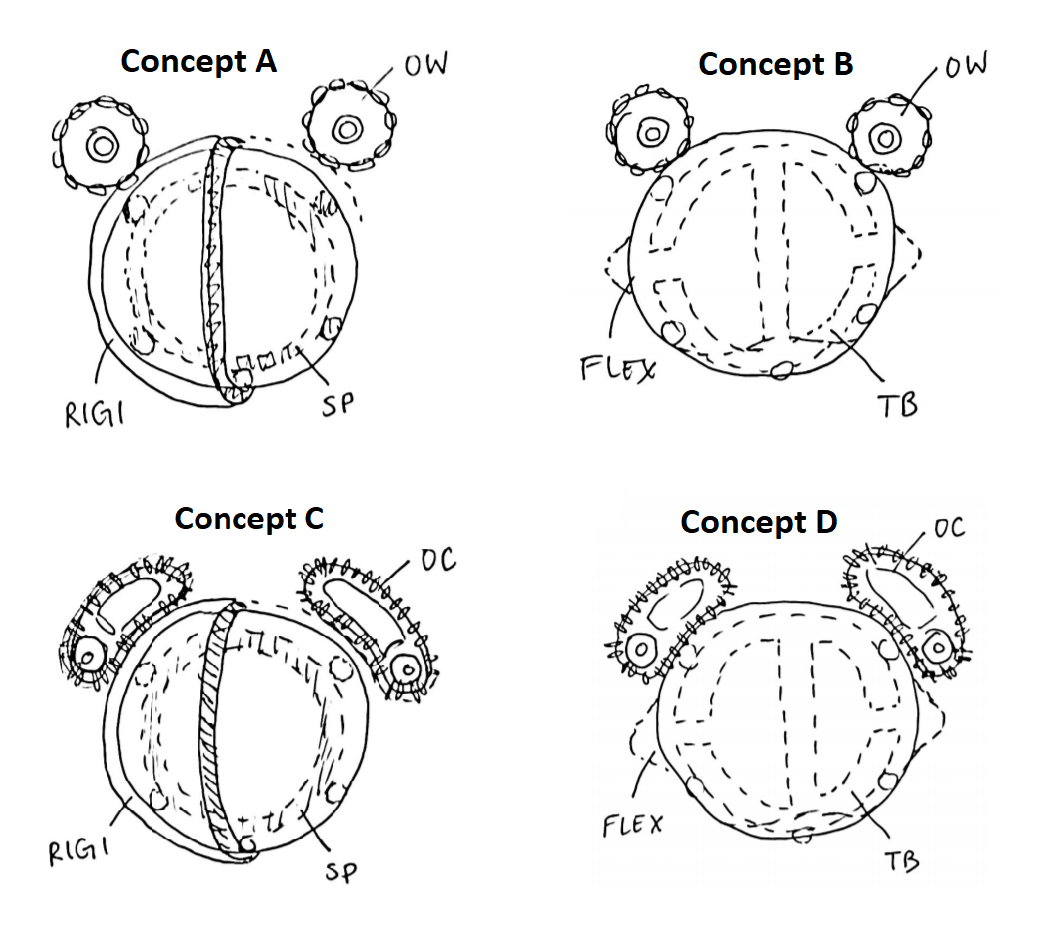 Concept A
OW
RIGI
SP
Concept B
OW
FLEX
TB
Concept C
OC
RIGI
SP
Concept D
OC
FLEX
TB